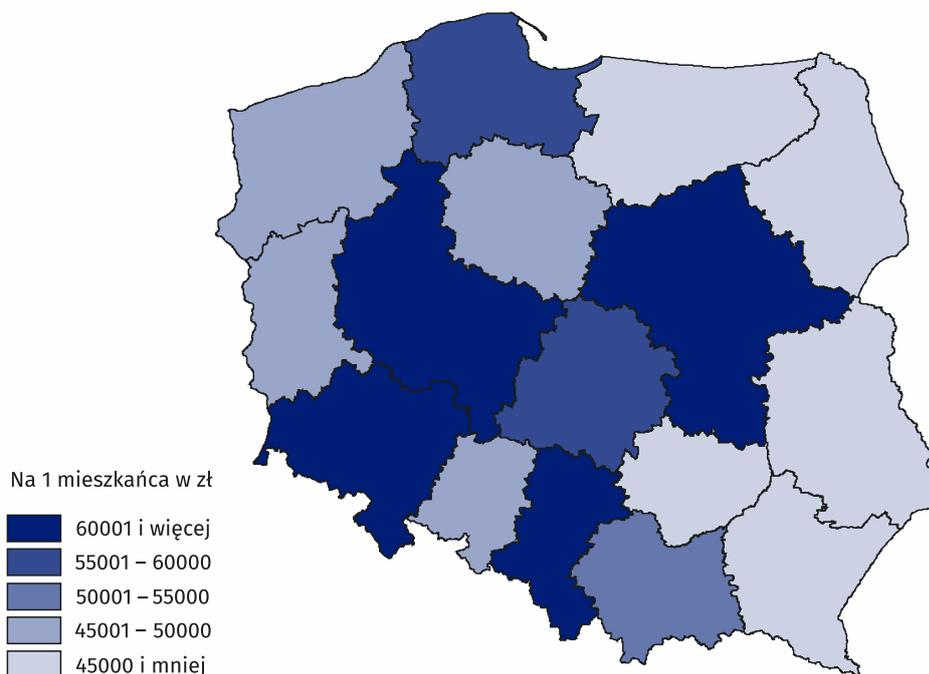 Na 1 mieszkańca w zł
60001 i więcej
55001 – 60000
50001 – 55000
45001 – 50000
45000 i mniej